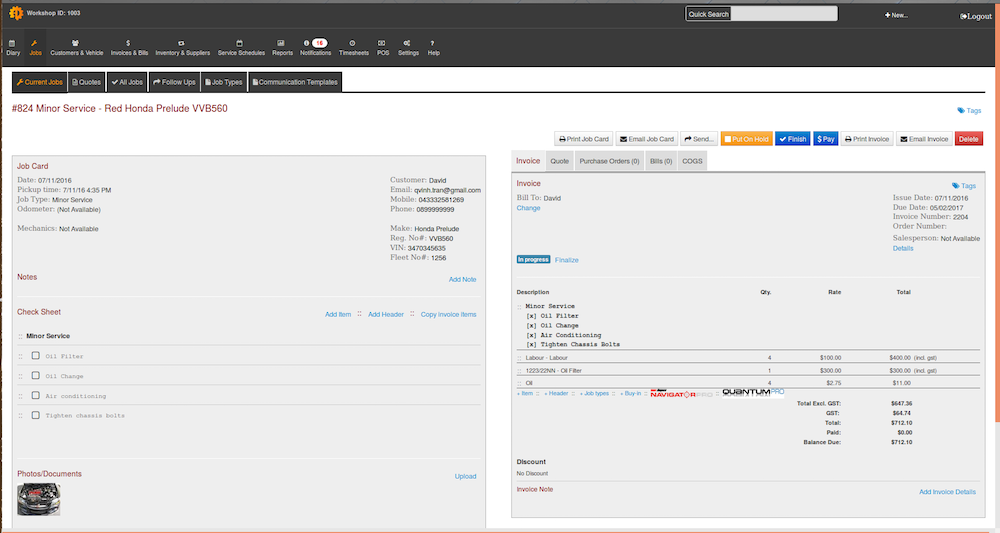 Workshop ID: 1003
Quick Search
New...
Logout
Diary Jobs Customers & Vehicle Invoices & Bills Inventory & Suppliers Service Schedules Reports Notifications 16 Timesheets POS Settings Help
Current Jobs Quotes All Jobs Follow Ups Job Types Communication Templates
#824 Minor Service - Red Honda Prelude VVB560
Tags
Print Job Card Email Job Card Send... Put On Hold Finish $ Pay Print Invoice Email Invoice Delete
Job Card
Date: 07/11/2016
Pickup time: 7/11/16 4:35 PM
Job Type: Minor Service
Odometer: (Not Available)
Mechanics: Not Available
Customer: David
Email: qvinh.tran@gmail.com
Mobile: 043332581269
Phone: 0899999999
Make: Honda Prelude
Reg. No#: VVB560
VIN: 3470345635
Fleet No#: 1256
Notes
Add Note
Check Sheet
Add Item :: Add Header :: Copy invoice items
:: Minor Service
:: Oil Filter
:: Oil Change
:: Air conditioning
:: Tighten chassis bolts
Photos/Documents
Upload
Invoice Quote Purchase Orders (0) Bills (0) COGS
Invoice
Tags
Bill To: David
Change
Issue Date: 07/11/2016
Due Date: 05/02/2017
Invoice Number: 2204
Order Number:
Salesperson: Not Available
Details
In progress Finalize
Description Qty. Rate Total
:: Minor Service
[x] Oil Filter
[x] Oil Change
[x] Air Conditioning
[x] Tighten Chassis Bolts
:: Labour - Labour 4 $100.00 $400.00 (incl. gst)
:: 1223/22NN - Oil Filter 1 $300.00 $300.00 (incl. gst)
:: Oil 4 $2.75 $11.00
+ Item :: + Header :: + Job types :: + Buy-in :: NAVIGATOR PRO :: QUANTUMPRO
Total Excl. GST: $647.36
GST: $64.74
Total: $712.10
Paid: $0.00
Balance Due: $712.10
Discount
No Discount
Invoice Note
Add Invoice Details